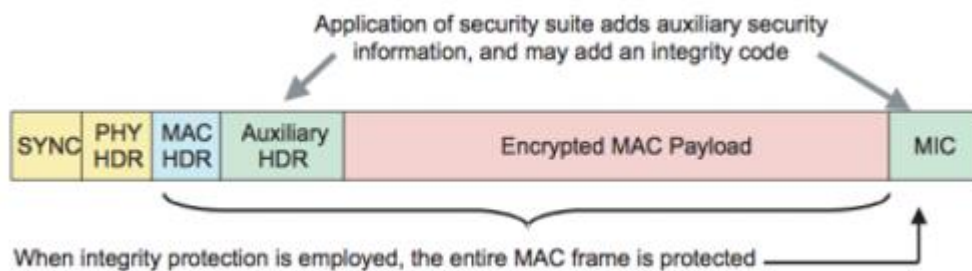 Application of security suite adds auxiliary security
information, and may add an integrity code
SYNC
PHY
HDR
MAC
HDR
Auxiliary
HDR
Encrypted MAC Payload
MIC
When integrity protection is employed, the entire MAC frame is protected